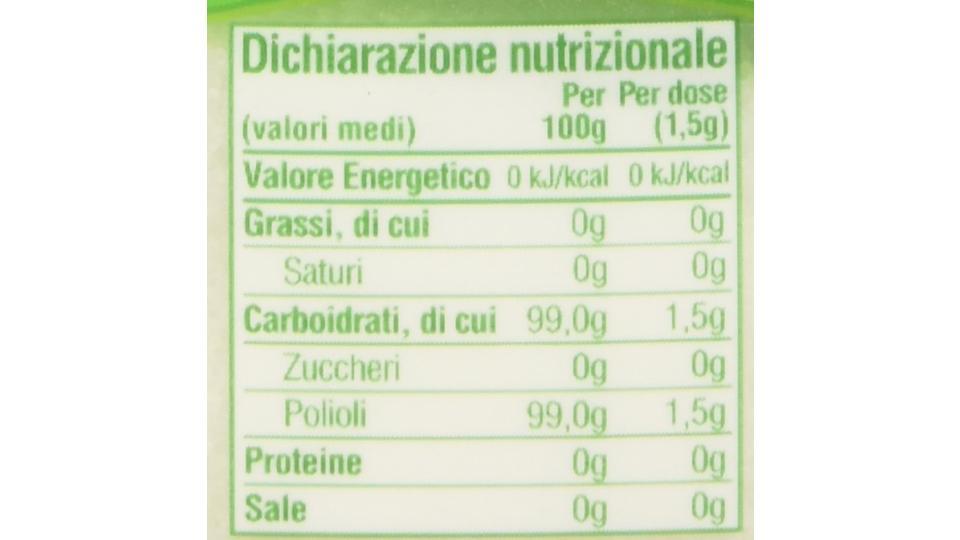 Dichiarazione nutrizionale
Per Per dose
(valori medi) 100g (1,5g)
Valore Energetico 0 kJ/kcal 0 kJ/kcal
Grassi, di cui 0g 0g
Saturi 0g 0g
Carboidrati, di cui 99,0g 1,5g
Zuccheri 0g 0g
Polioli 99,0g 1,5g
Proteine 0g 0g
Sale 0g 0g